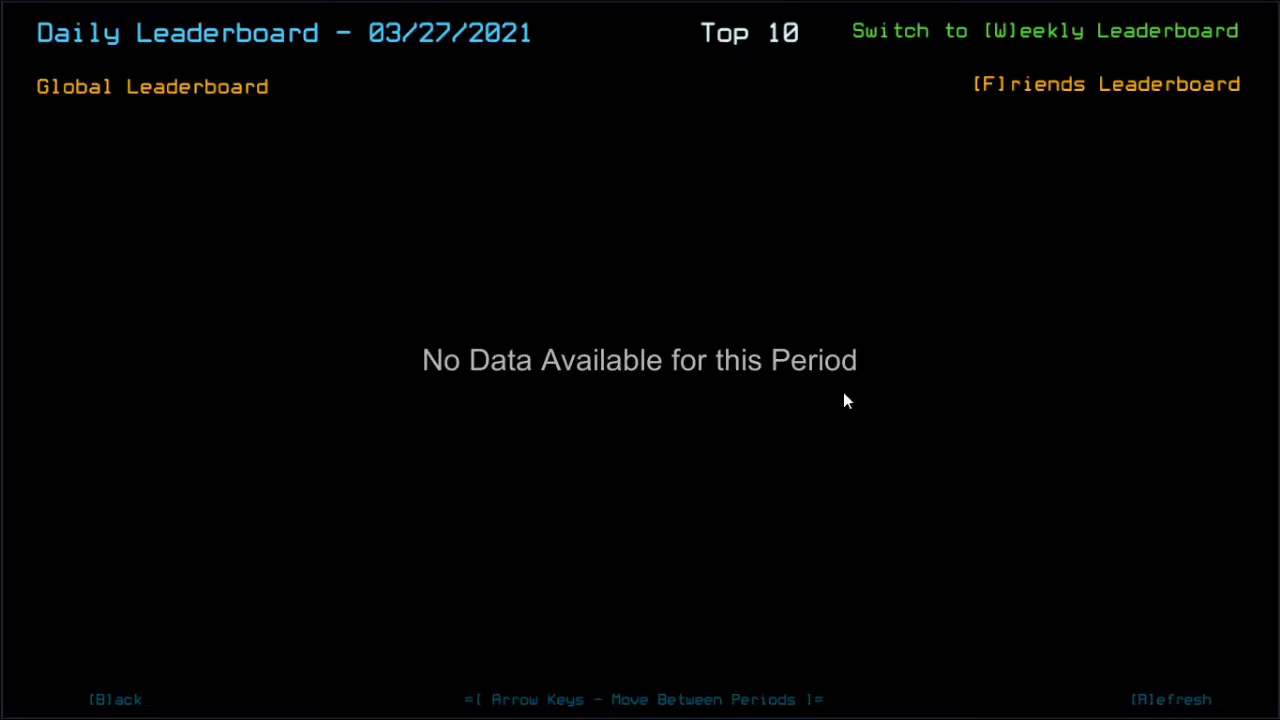 Daily Leaderboard - 03/27/2021 Top 10 Switch to [W]eekly Leaderboard
Global Leaderboard [F]riends Leaderboard
No Data Available for this Period
[B]ack =[ Arrow Keys - Move Between Periods ]= [R]efresh